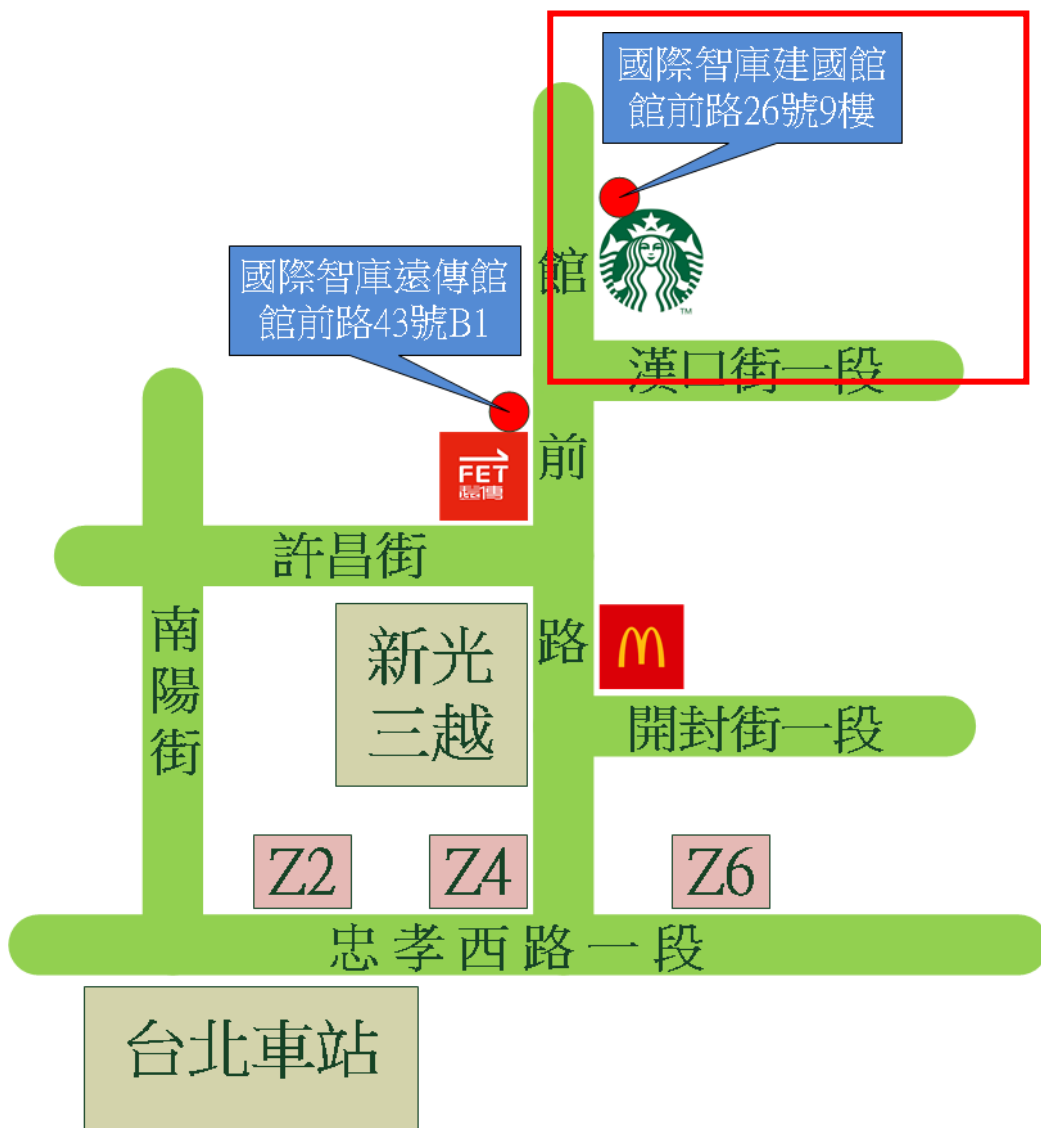 國際智庫建國館
館前路26號9樓
國際智庫遠傳館
館前路43號B1
館前路
TM
漢口街一段
FET
遠傳
許昌街
南陽街
新光
三越
開封街一段
Z2
Z4
Z6
忠孝西路一段
台北車站